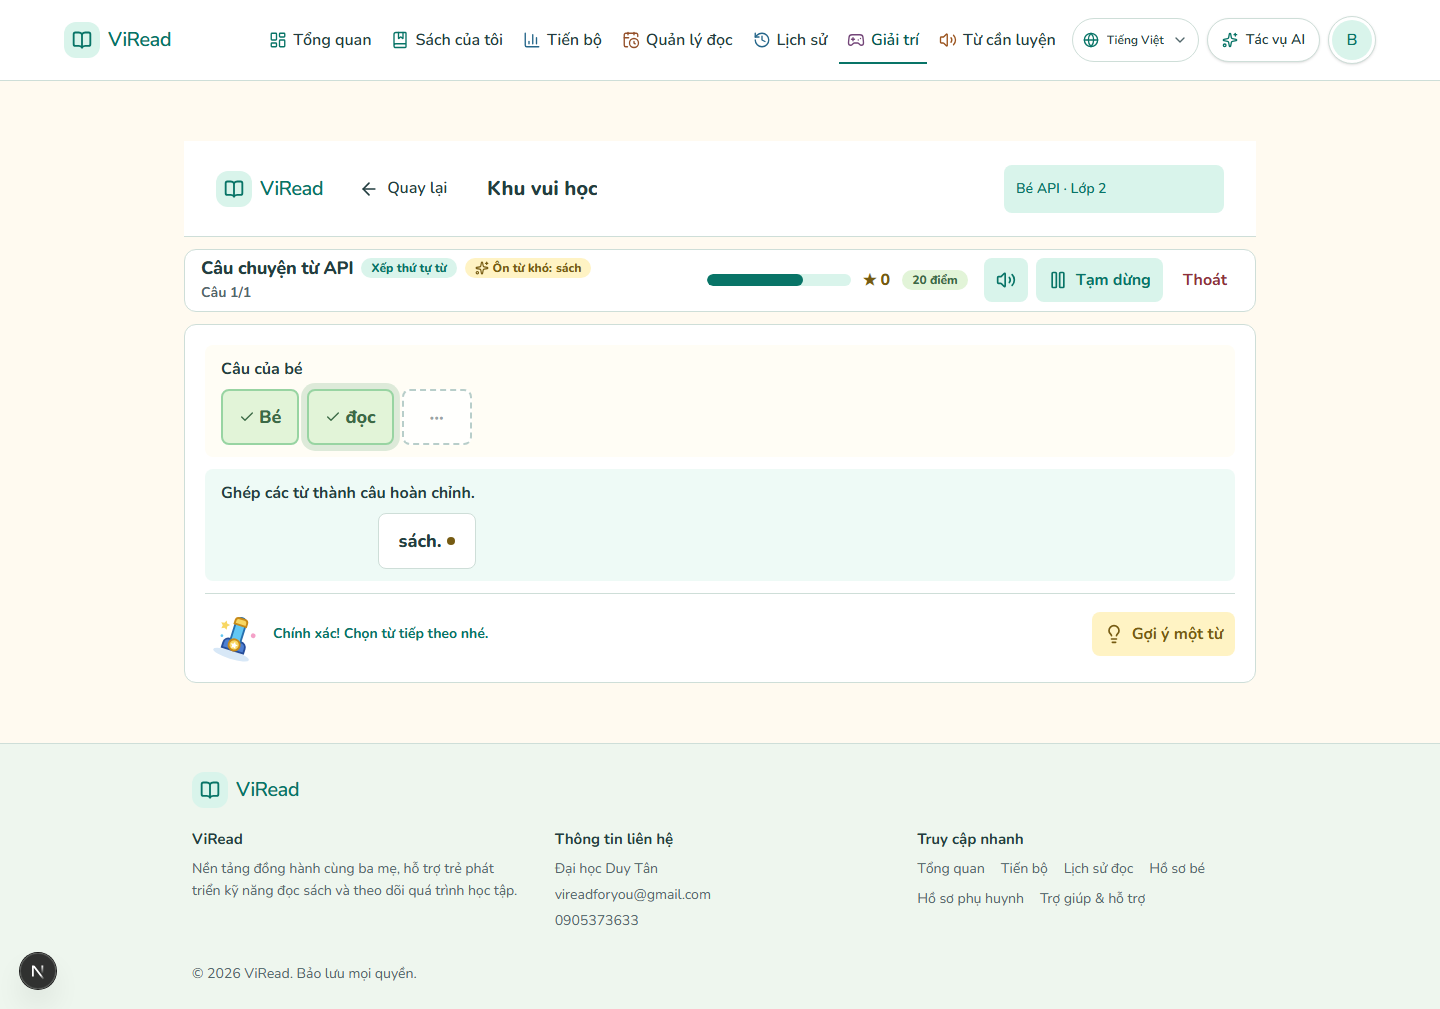 ViRead
Tổng quan
Sách của tôi
Tiến bộ
Quản lý đọc
Lịch sử
Giải trí
Từ cần luyện
Tiếng Việt
Tác vụ AI
B
ViRead
Quay lại
Khu vui học
Bé API · Lớp 2
Câu chuyện từ API
Xếp thứ tự từ
Ôn từ khó: sách
Câu 1/1
★ 0
20 điểm
Tạm dừng
Thoát
Câu của bé
Bé
đọc
...
Ghép các từ thành câu hoàn chỉnh.
sách.
Chính xác! Chọn từ tiếp theo nhé.
Gợi ý một từ
ViRead
ViRead
Nền tảng đồng hành cùng ba mẹ, hỗ trợ trẻ phát
triển kỹ năng đọc sách và theo dõi quá trình học tập.
Thông tin liên hệ
Đại học Duy Tân
vireadforyou@gmail.com
0905373633
Truy cập nhanh
Tổng quan
Tiến bộ
Lịch sử đọc
Hồ sơ bé
Hồ sơ phụ huynh
Trợ giúp & hỗ trợ
N
© 2026 ViRead. Bảo lưu mọi quyền.